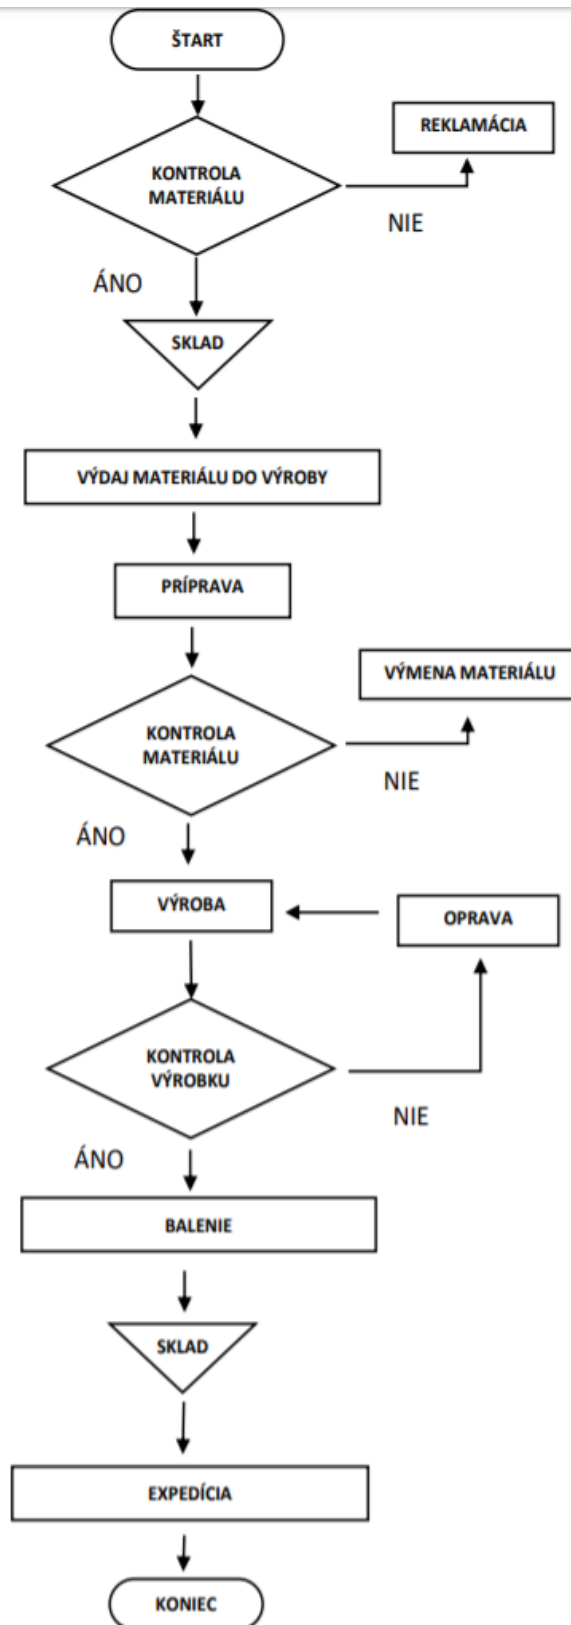 ŠTART
REKLAMÁCIA
KONTROLA
MATERIÁLU
NIE
ÁNO
SKLAD
VÝDAJ MATERIÁLU DO VÝROBY
PRÍPRAVA
VÝMENA MATERIÁLU
KONTROLA
MATERIÁLU
NIE
ÁNO
VÝROBA
OPRAVA
KONTROLA
VÝROBKU
NIE
ÁNO
BALENIE
SKLAD
EXPEDÍCIA
KONIEC